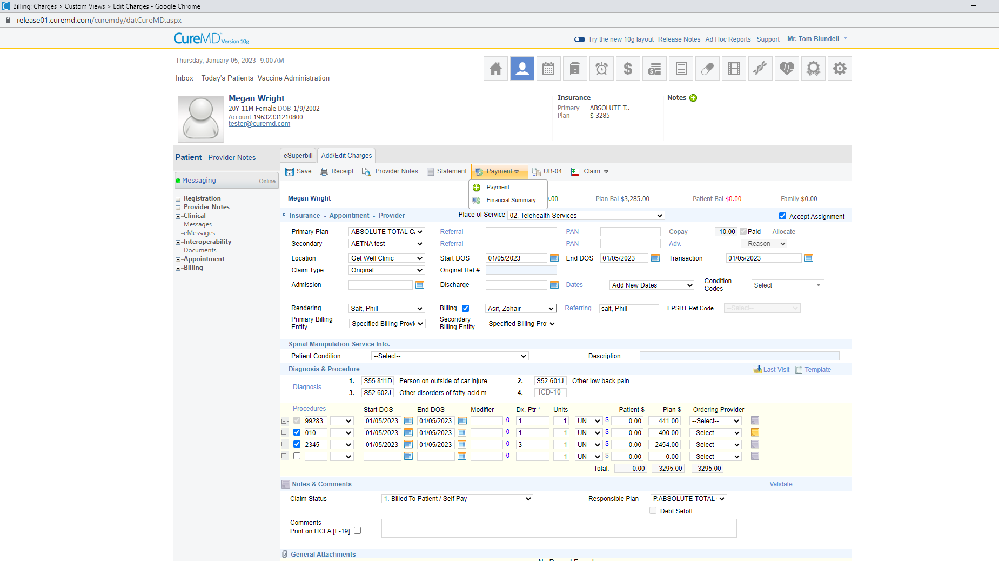 Billing: Charges > Custom Views > Edit Charges - Google Chrome
release01.curemd.com/curemdy/datCureMD.aspx
CureMD Version 10g
Try the new 10g layout Release Notes Ad Hoc Reports Support Mr. Tom Blundell
Thursday, January 05, 2023 9:00 AM
Inbox Today's Patients Vaccine Administration
Megan Wright
20Y 11M Female DOB 1/9/2002
Account 19632331210800
tester@curemd.com
Insurance
Primary ABSOLUTE T..
Plan $ 3285
Notes
Patient - Provider Notes
eSuperbill Add/Edit Charges
Messaging Online
Registration
Provider Notes
Clinical
Messages
eMessages
Interoperability
Documents
Appointment
Billing
Save Receipt Provider Notes Statement Payment UB-04 Claim
Payment
Financial Summary
Megan Wright 0.00 Plan Bal $3,285.00 Patient Bal $0.00 Family $0.00
Insurance - Appointment - Provider Place of Service 02. Telehealth Services Accept Assignment
Primary Plan ABSOLUTE TOTAL CA Referral PAN Copay 10.00 Paid Allocate
Secondary AETNA test Referral PAN Adv. --Reason--
Location Get Well Clinic Start DOS 01/05/2023 End DOS 01/05/2023 Transaction 01/05/2023
Claim Type Original Original Ref #
Admission Discharge Dates Add New Dates Condition Codes Select
Rendering Salt, Phill Billing Asif, Zohair Referring salt, Phill EPSDT Ref.Code --Select--
Primary Billing Entity Specified Billing Provic Secondary Billing Entity Specified Billing Prov
Spinal Manipulation Service Info.
Patient Condition --Select-- Description
Diagnosis & Procedure Last Visit Template
Diagnosis
1. S55.811D Person on outside of car injure 2. S52.601J Other low back pain
3. S52.602J Other disorders of fatty-acid m 4. ICD-10
Procedures Start DOS End DOS Modifier Dx. Ptr * Units Patient $ Plan $ Ordering Provider
99283 01/05/2023 01/05/2023 0 1 1 UN $ 0.00 441.00 --Select--
010 01/05/2023 01/05/2023 0 1 1 UN $ 0.00 400.00 --Select--
2345 01/05/2023 01/05/2023 0 3 1 UN $ 0.00 2454.00 --Select--
0 1 UN $ 0.00 0.00 --Select--
Total: 0.00 3295.00 3295.00
Notes & Comments Validate
Claim Status 1. Billed To Patient / Self Pay Responsible Plan P.ABSOLUTE TOTAL
Debt Setoff
Comments
Print on HCFA [F-19]
General Attachments